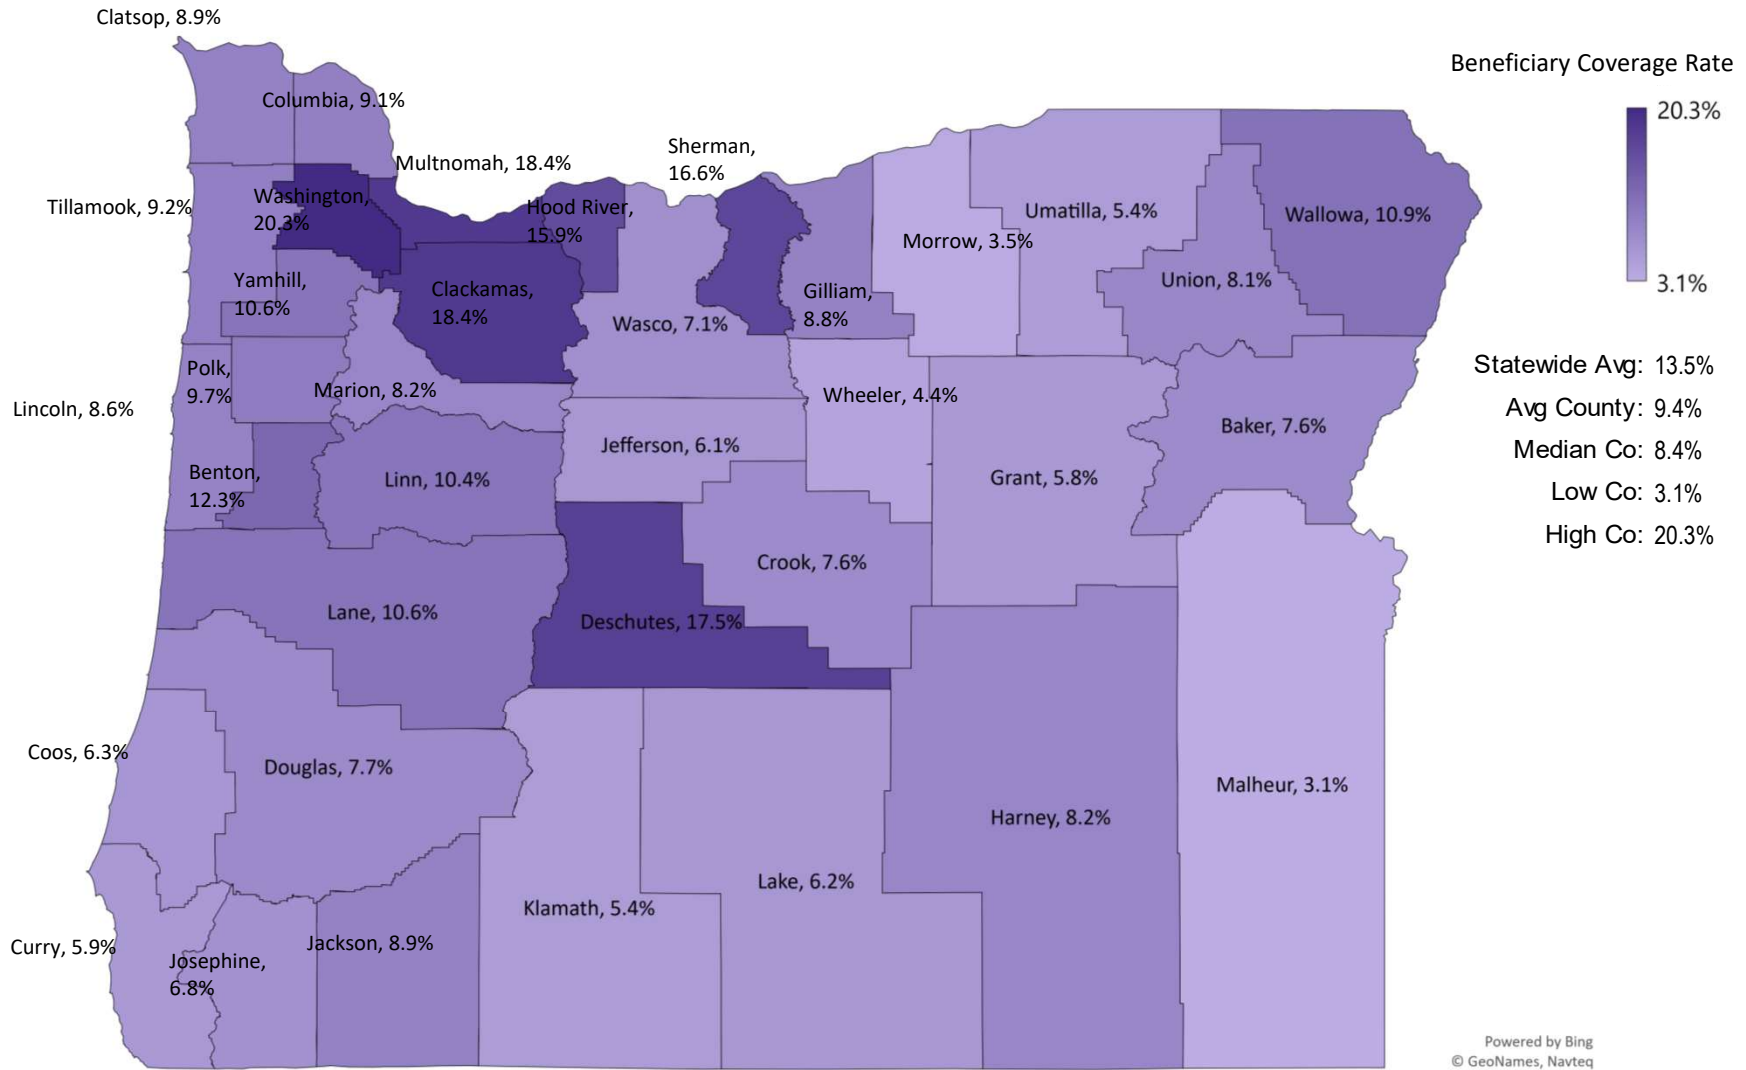 Clatsop, 8.9%
Beneficiary Coverage Rate
Columbia, 9.1%
20.3%
Multnomah, 18.4%
Sherman,
16.6%
Tillamook, 9.2%
Washington,
20.3%
Hood River,
15.9%
Umatilla, 5.4%
Wallowa, 10.9%
Morrow, 3.5%
Yamhill,
10.6%
Clackamas,
18.4%
Gilliam,
8.8%
Union, 8.1%
3.1%
Wasco, 7.1%
Polk,
9.7%
Marion, 8.2%
Wheeler, 4.4%
Statewide Avg: 13.5%
Lincoln, 8.6%
Avg County: 9.4%
Jefferson, 6.1%
Baker, 7.6%
Median Co: 8.4%
Benton,
12.3%
Linn, 10.4%
Grant, 5.8%
Low Co: 3.1%
High Co: 20.3%
Crook, 7.6%
Lane, 10.6%
Deschutes, 17.5%
Coos, 6.3%
Douglas, 7.7%
Malheur, 3.1%
Harney, 8.2%
Lake, 6.2%
Klamath, 5.4%
Curry, 5.9%
Josephine,
6.8%
Jackson, 8.9%
Powered by Bing
© GeoNames, Navteq